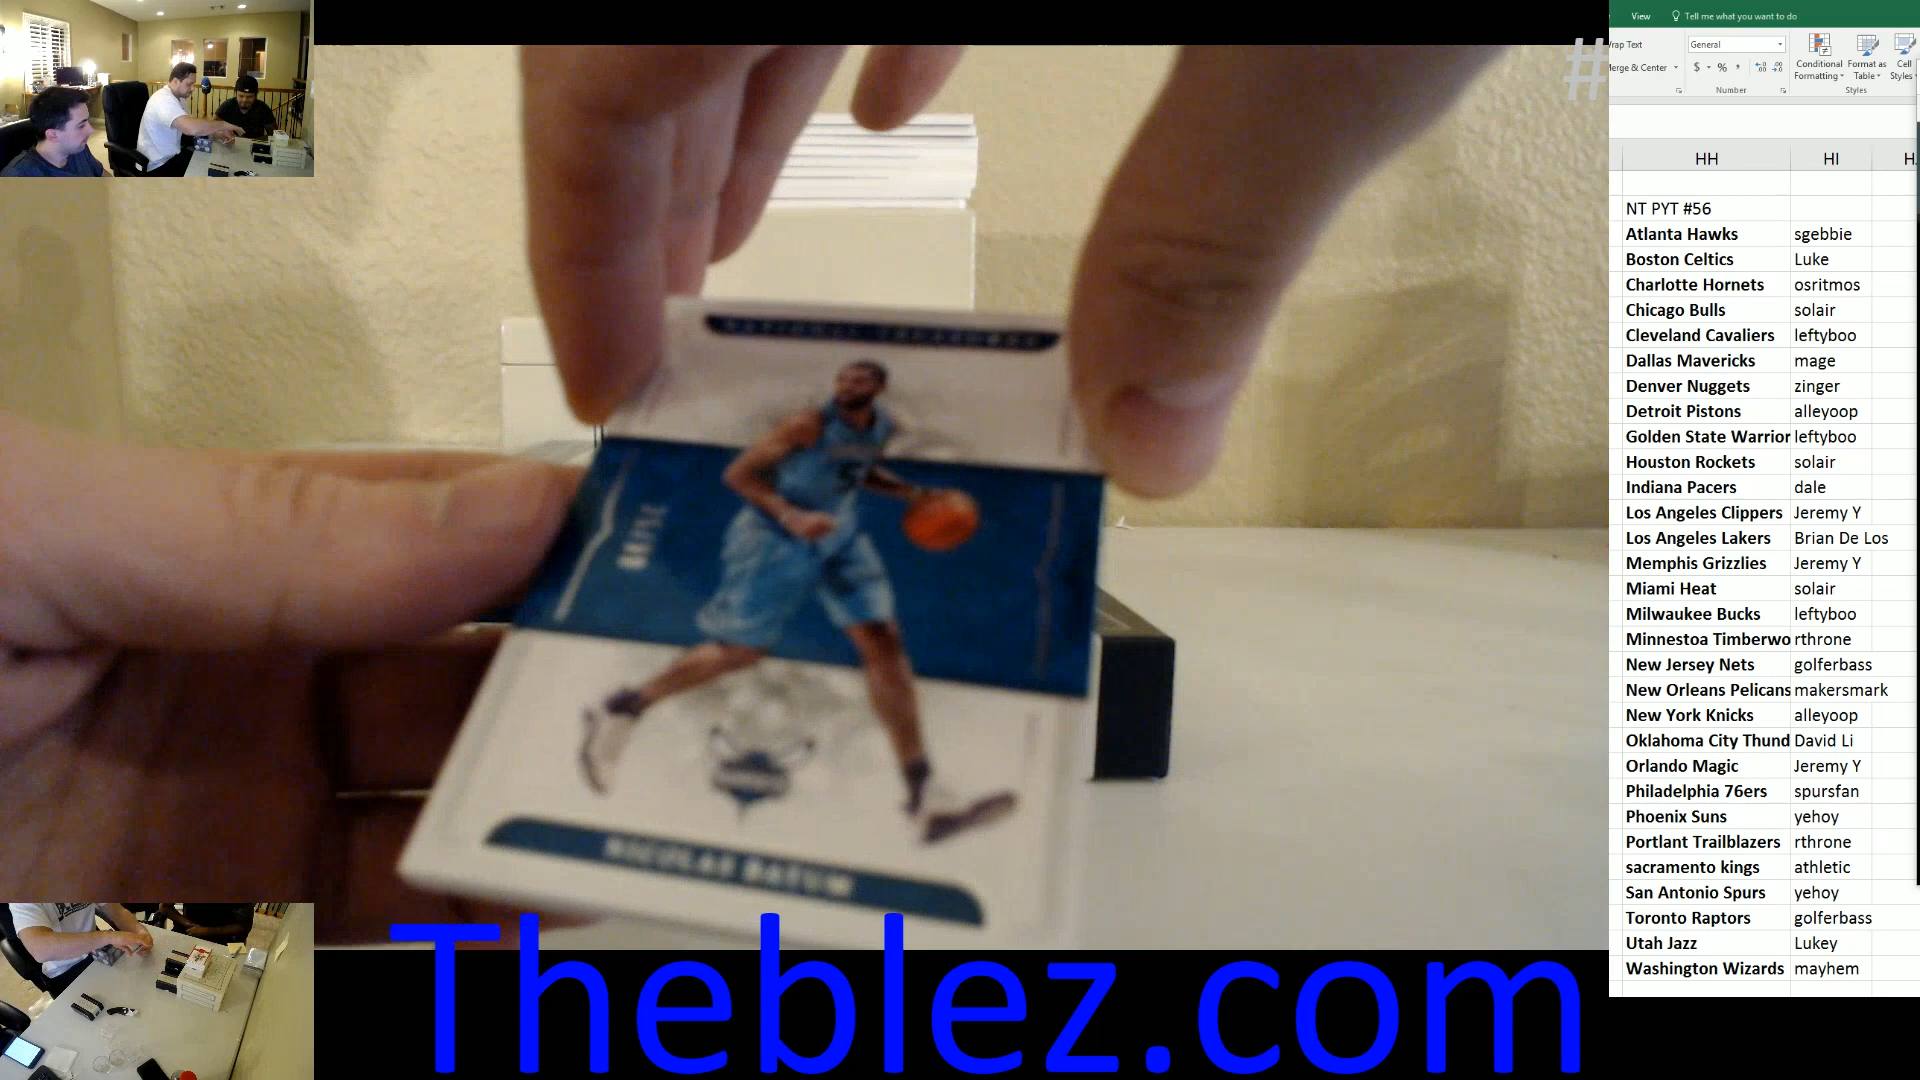 View
Tell me what you want to do
rap Text
General
erge & Center
$ % ,
Conditional
Formatting
Format as
Table
Cell
Styles
Number
Styles
HH HI H
NT PYT #56
Atlanta Hawks sgebbie
Boston Celtics Luke
Charlotte Hornets osritmos
Chicago Bulls solair
Cleveland Cavaliers leftyboo
Dallas Mavericks mage
Denver Nuggets zinger
Detroit Pistons alleyoop
Golden State Warrior leftyboo
Houston Rockets solair
Indiana Pacers dale
Los Angeles Clippers Jeremy Y
Los Angeles Lakers Brian De Los
Memphis Grizzlies Jeremy Y
Miami Heat solair
Milwaukee Bucks leftyboo
Minnestoa Timberwo rthrone
New Jersey Nets golferbass
New Orleans Pelicans makersmark
New York Knicks alleyoop
Oklahoma City Thund David Li
Orlando Magic Jeremy Y
Philadelphia 76ers spursfan
Phoenix Suns yehoy
Portlant Trailblazers rthrone
sacramento kings athletic
San Antonio Spurs yehoy
Toronto Raptors golferbass
Utah Jazz Lukey
Washington Wizards mayhem
#
NATIONAL TREASURES
NICOLAS BATUM
Theblez.com